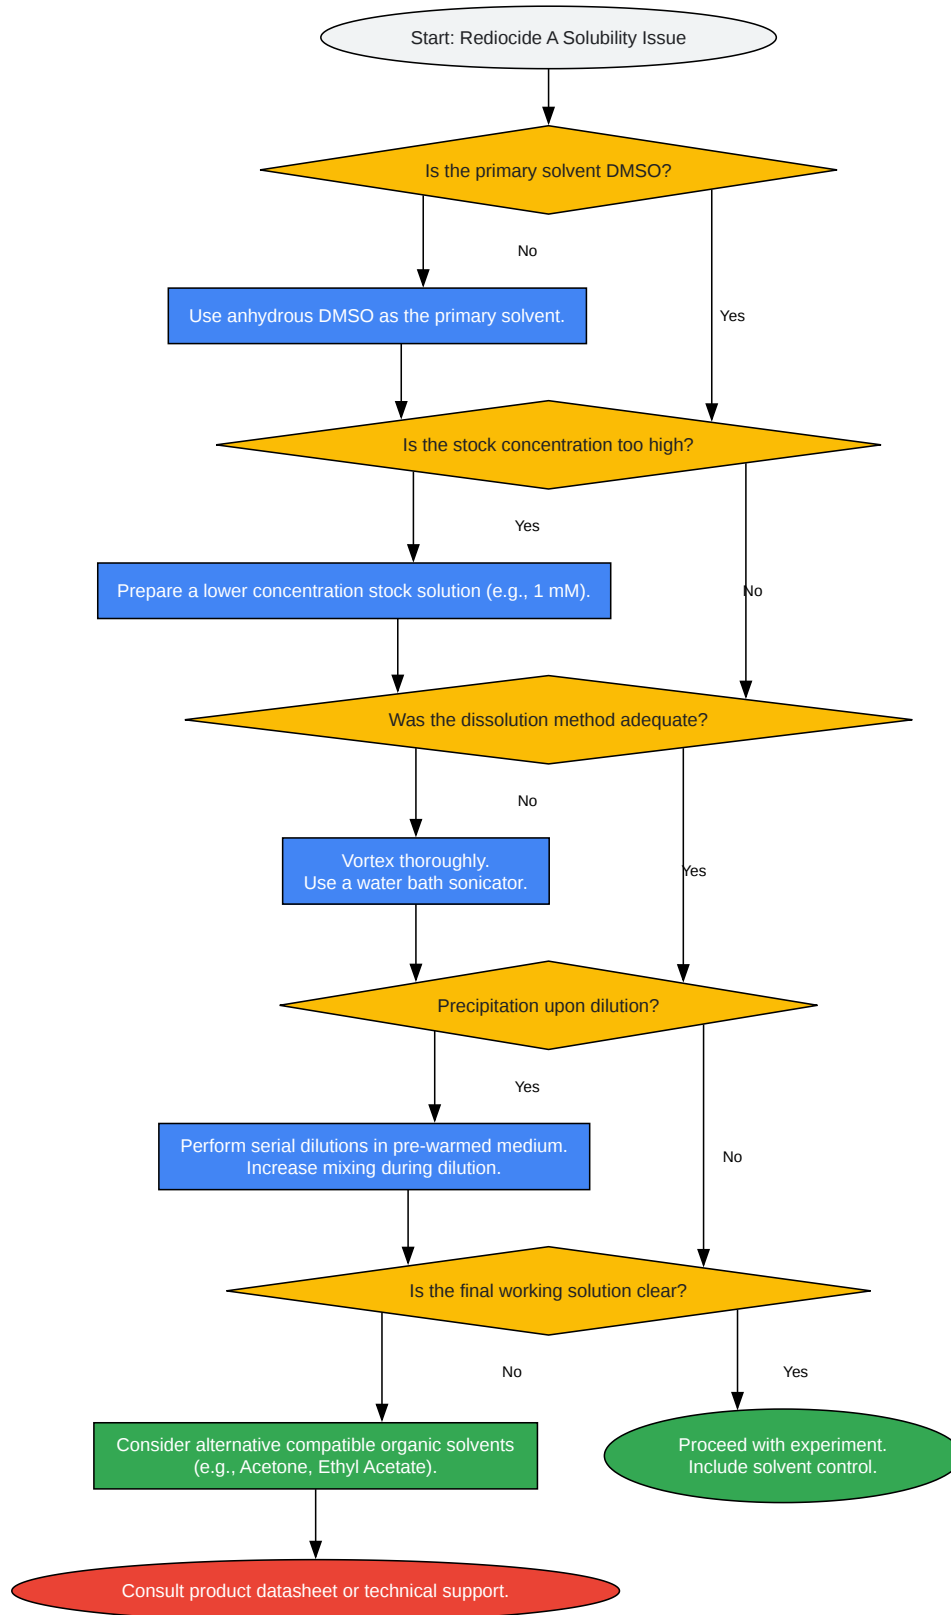 Start: Rediocide A Solubility Issue
Is the primary solvent DMSO?
No
Use anhydrous DMSO as the primary solvent.
Yes
Is the stock concentration too high?
Yes
Prepare a lower concentration stock solution (e.g., 1 mM).
No
Was the dissolution method adequate?
No
Vortex thoroughly.
Use a water bath sonicator.
Yes
Precipitation upon dilution?
Yes
Perform serial dilutions in pre-warmed medium.
Increase mixing during dilution.
No
Is the final working solution clear?
No
Yes
Consider alternative compatible organic solvents
(e.g., Acetone, Ethyl Acetate).
Proceed with experiment.
Include solvent control.
Consult product datasheet or technical support.